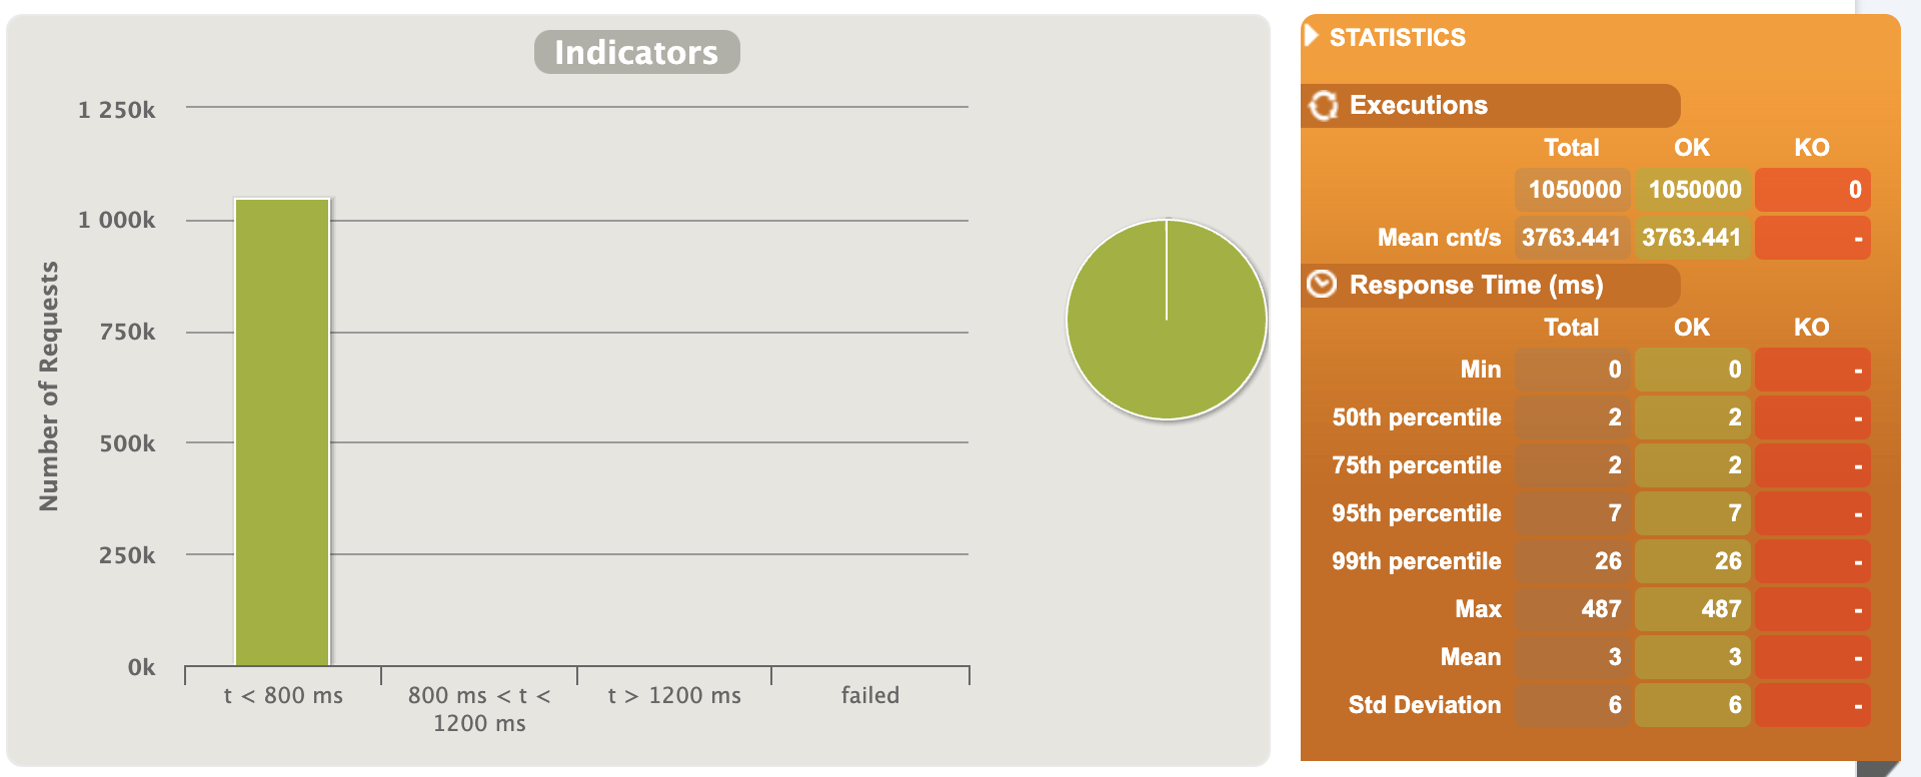 Indicators
1 250k
1 000k
750k
500k
250k
0k
Number of Requests
t < 800 ms
800 ms < t <
1200 ms
t > 1200 ms
failed
STATISTICS
Executions
Total OK KO
1050000 1050000 0
Mean cnt/s 3763.441 3763.441 -
Response Time (ms)
Total OK KO
Min 0 0 -
50th percentile 2 2 -
75th percentile 2 2 -
95th percentile 7 7 -
99th percentile 26 26 -
Max 487 487 -
Mean 3 3 -
Std Deviation 6 6 -